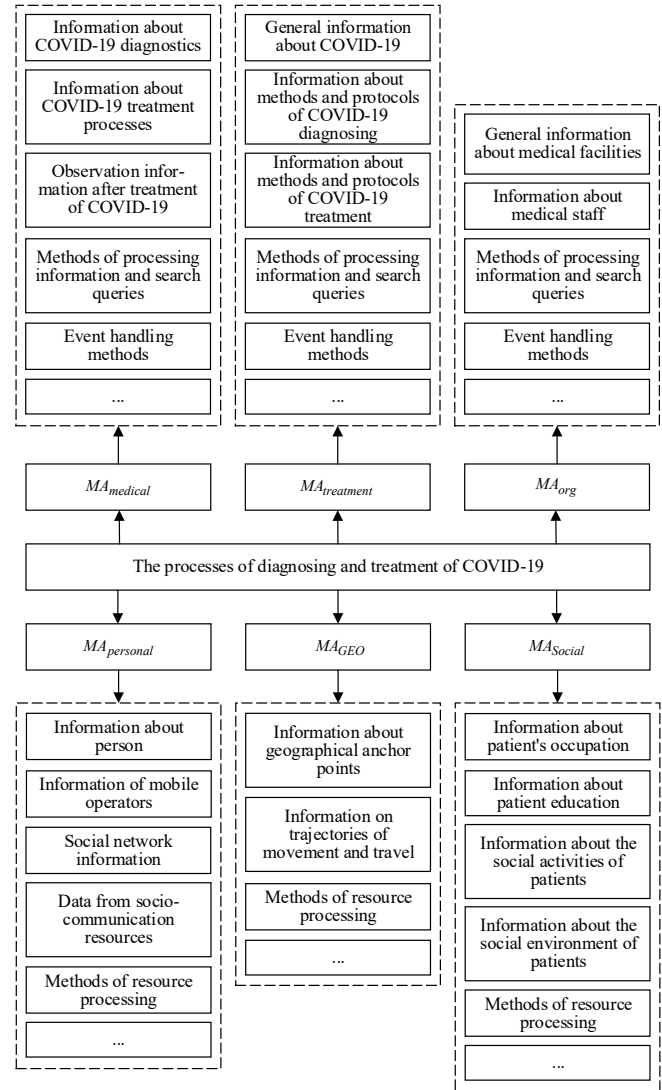 Information about
COVID-19 diagnostics
Information about
COVID-19 treatment
processes
Observation infor-
mation after treatment
of COVID-19
Methods of processing
information and search
queries
Event handling
methods
...
General information
about COVID-19
Information about
methods and protocols
of COVID-19
diagnosing
Information about
methods and protocols
of COVID-19
treatment
Methods of processing
information and search
queries
Event handling
methods
...
General information
about medical facilities
Information about
medical staff
Methods of processing
information and search
queries
Event handling
methods
...
MAmedical
MAtreatment
MAorg
The processes of diagnosing and treatment of COVID-19
MApersonal
MAGEO
MASocial
Information about
person
Information of mobile
operators
Social network
information
Data from socio-
communication
resources
Methods of resource
processing
...
Information about
geographical anchor
points
Information on
trajectories of
movement and travel
Methods of resource
processing
...
Information about
patient's occupation
Information about
patient education
Information about the
social activities of
patients
Information about the
social environment of
patients
Methods of resource
processing
...